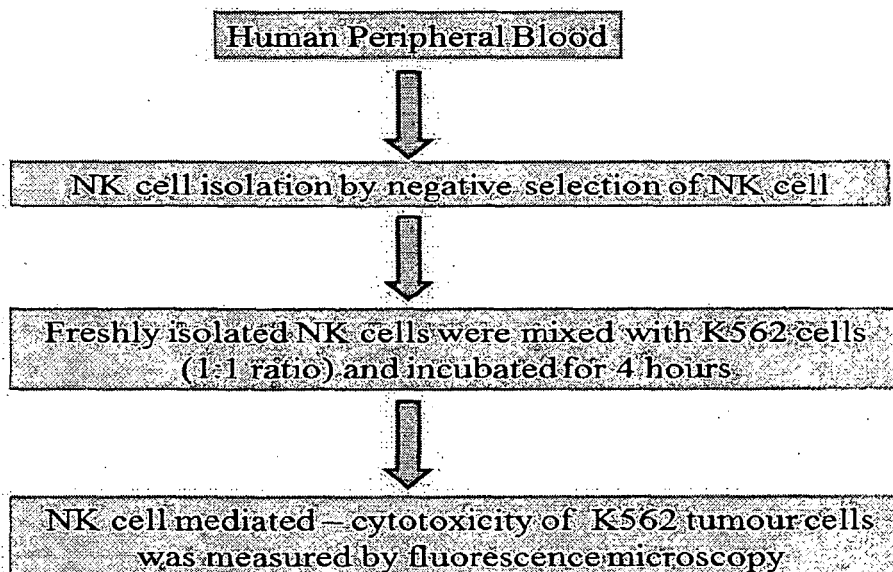 Human Peripheral Blood
NK cell isolation by negative selection of NK cell
Freshly isolated NK cells were mixed with K562 cells
(1:1 ratio) and incubated for 4 hours
NK cell mediated – cytotoxicity of K562 tumour cells
was measured by fluorescence microscopy